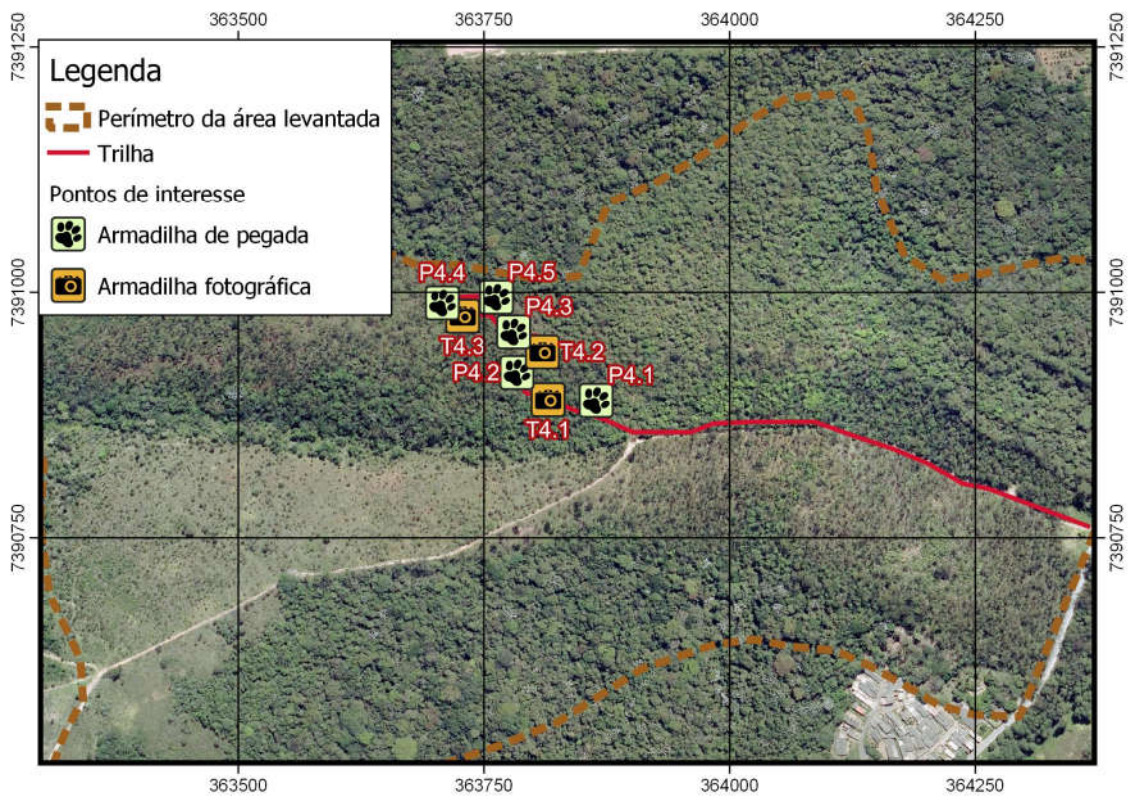 363500 363750 364000 364250
7391250 7391250
Legenda
Perímetro da área levantada
Trilha
Pontos de interesse
Armadilha de pegada
Armadilha fotográfica
P4.4 P4.5
7391000 7391000
P4.3
T4.3 T4.2
P4.2 P4.1
T4.1
7390750 7390750
363500 363750 364000 364250